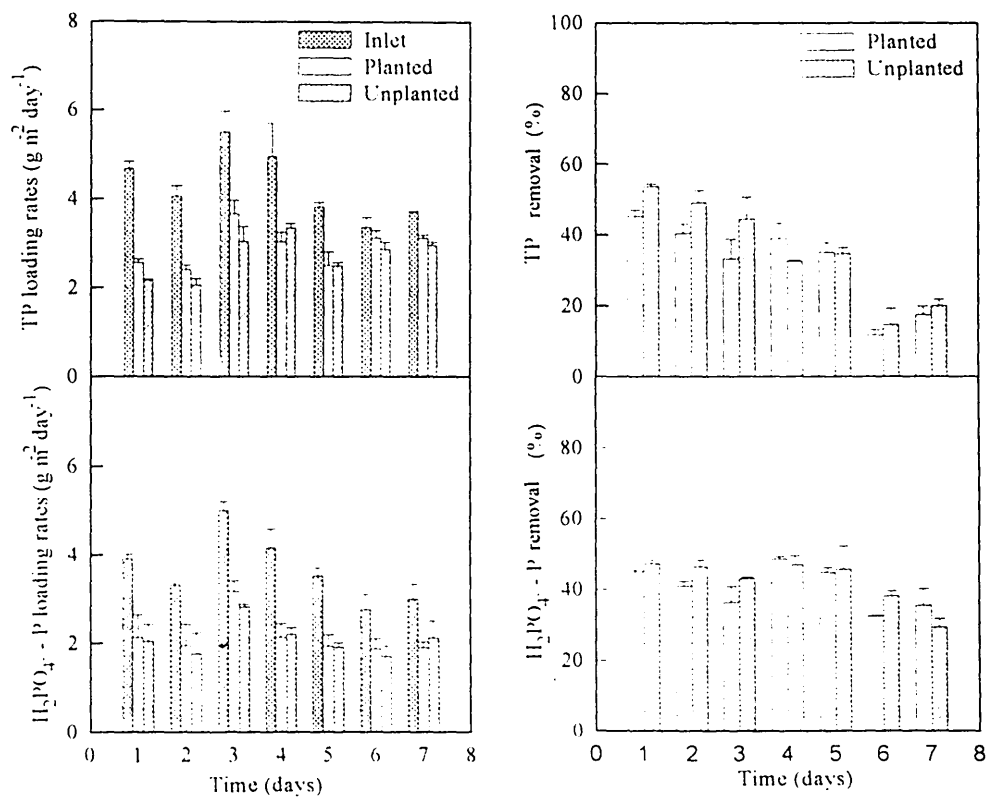 8
6
4
2
0
TP loading rates (g m⁻² day⁻¹)
Inlet
Planted
Unplanted
100
80
60
40
20
0
TP removal (%)
Planted
Unplanted
6
4
2
0
H₂PO₄⁻ - P loading rates (g m⁻² day⁻¹)
0 1 2 3 4 5 6 7 8
Time (days)
80
60
40
20
0
H₂PO₄⁻ - P removal (%)
0 1 2 3 4 5 6 7 8
Time (days)